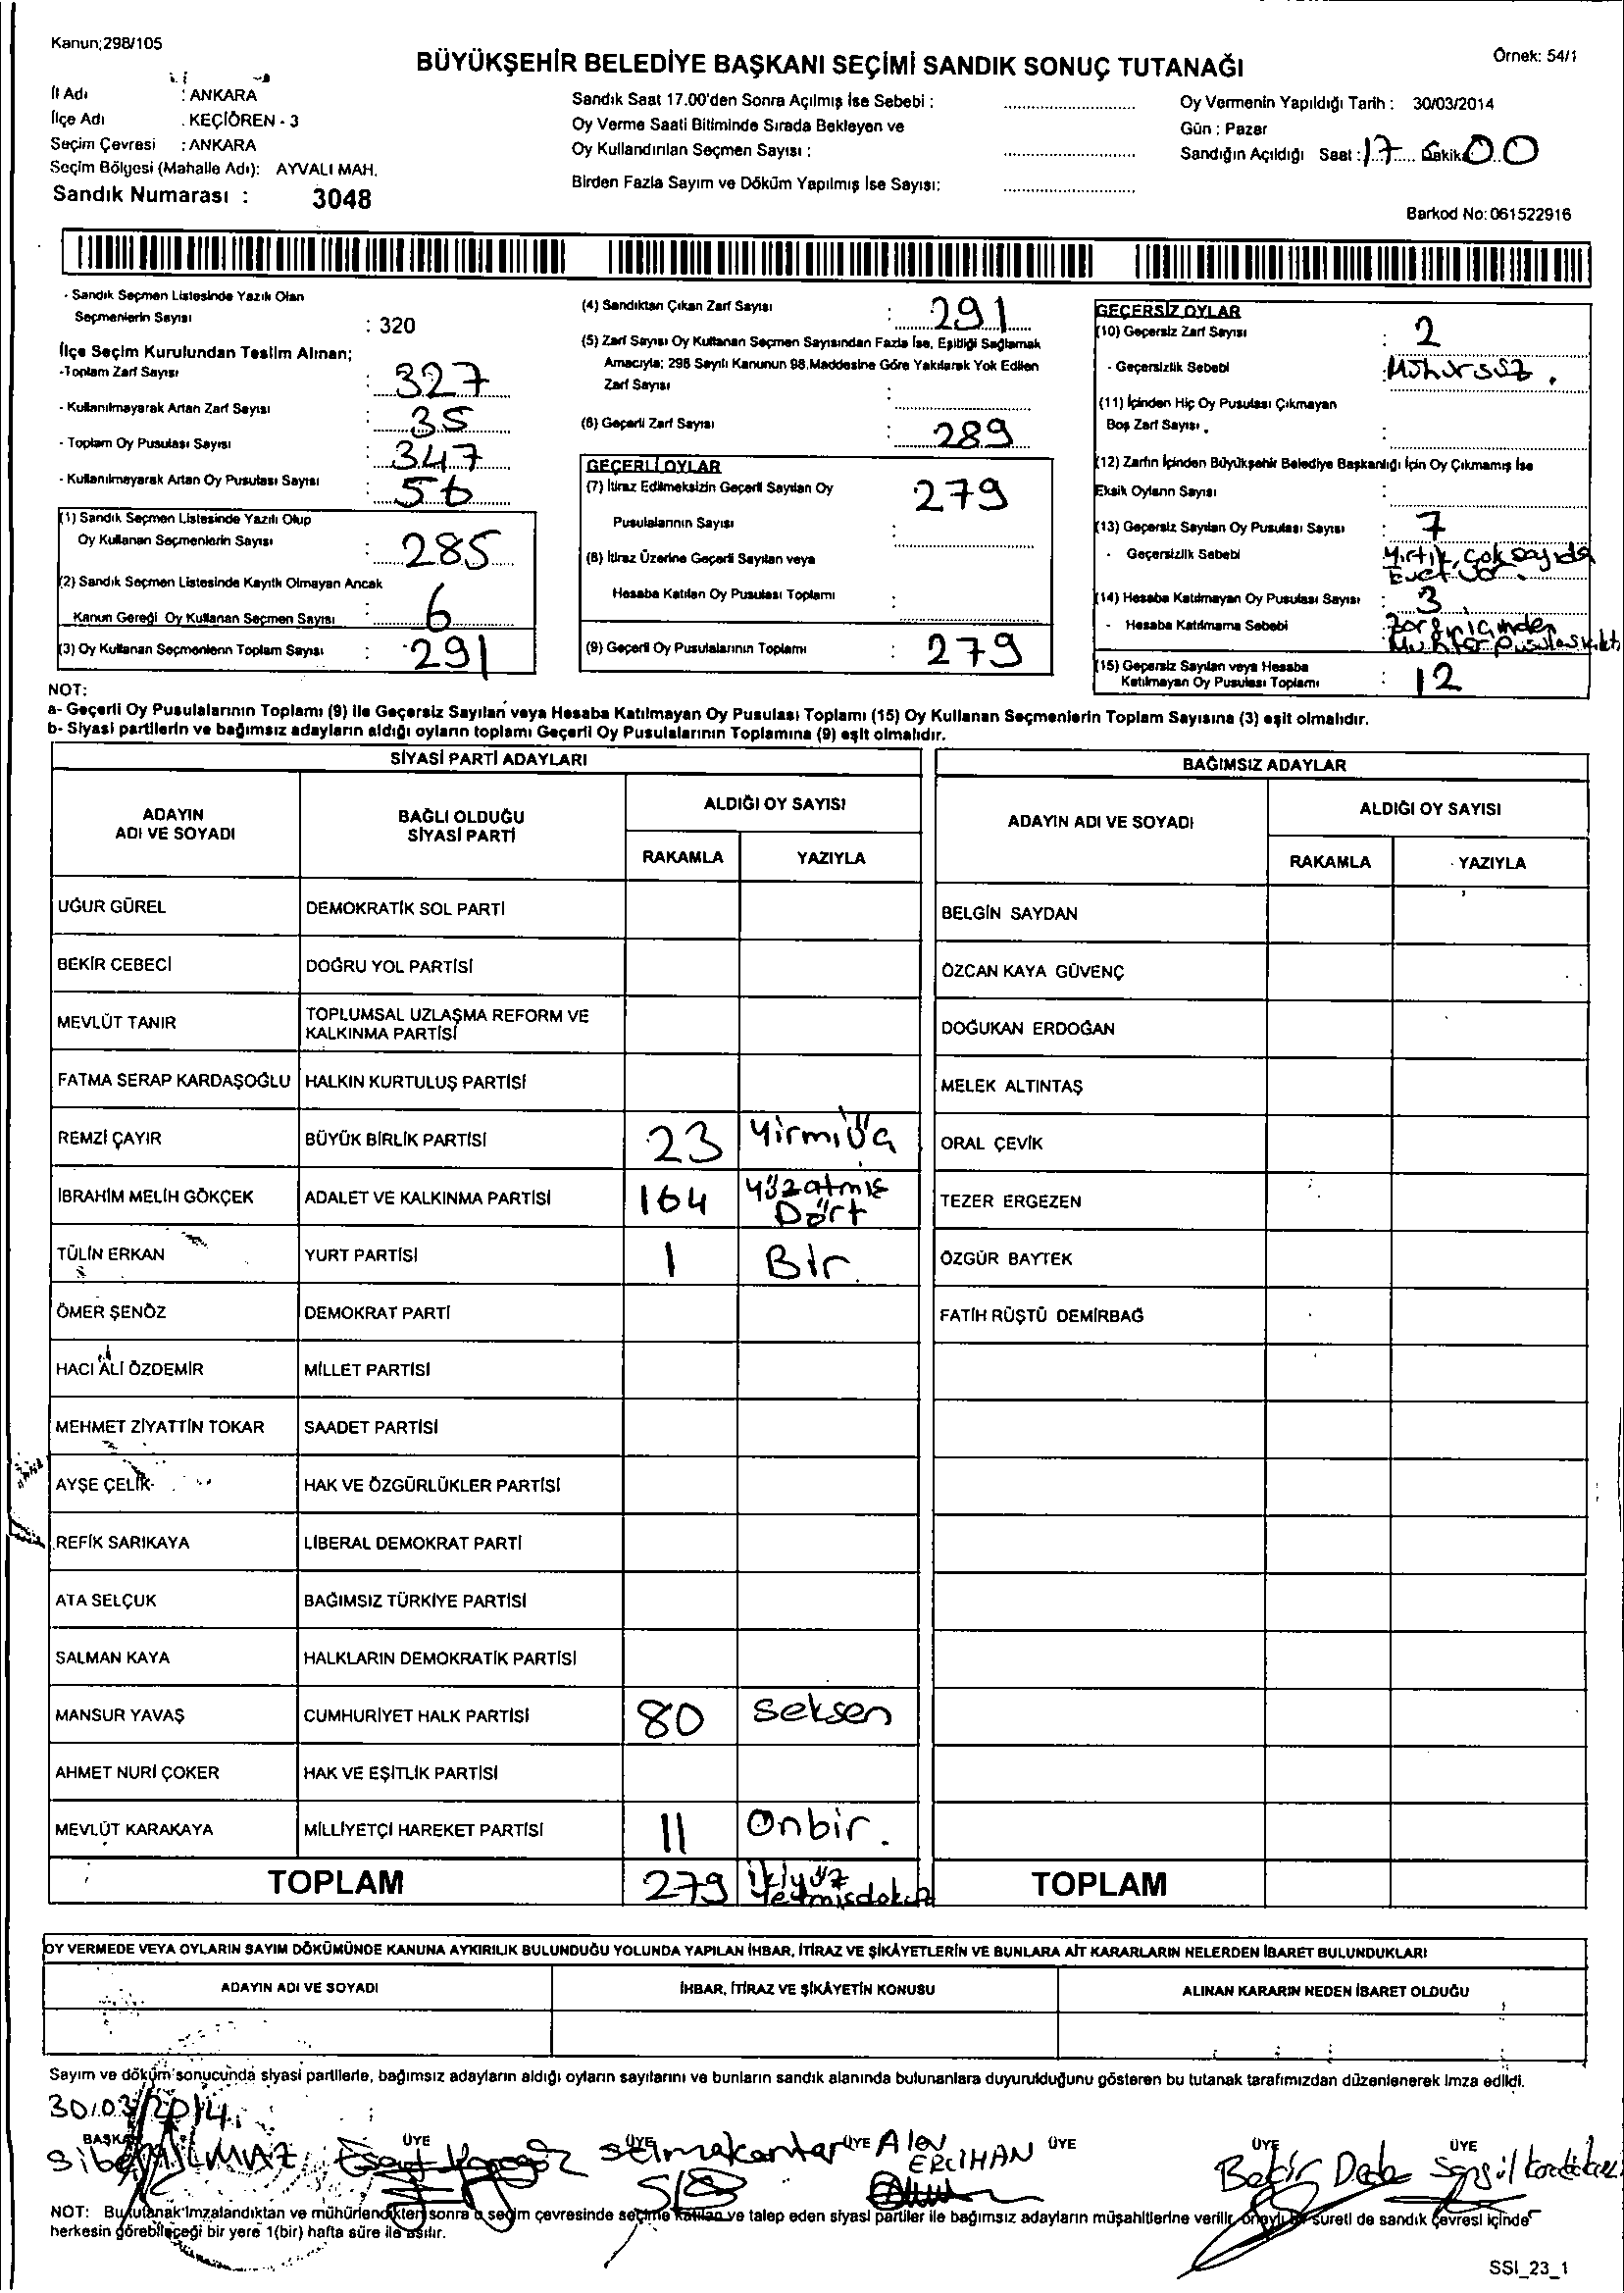 Kanun;298/105
BÜYÜKŞEHİR BELEDİYE BAŞKANI SEÇİMİ SANDIK SONUÇ TUTANAĞI
Örnek: 54/1
İl Adı : ANKARA
İlçe Adı : KEÇİÖREN - 3
Seçim Çevresi : ANKARA
Seçim Bölgesi (Mahalle Adı): AYVALI MAH.
Sandık Numarası : 3048
Sandık Saat 17.00'den Sonra Açılmış İse Sebebi :
Oy Verme Saati Bitiminde Sırada Bekleyen ve
Oy Kullandırılan Seçmen Sayısı :
Birden Fazla Sayım ve Döküm Yapılmış İse Sayısı:
Oy Vermenin Yapıldığı Tarih : 30/03/2014
Gün : Pazar
Sandığın Açıldığı Saat : 17 Dakika 00
Barkod No: 061522916
- Sandık Seçmen Listesinde Yazılı Olan
Seçmenlerin Sayısı : 320
İlçe Seçim Kurulundan Teslim Alınan;
-Toplam Zarf Sayısı : 327
- Kullanılmayarak Artan Zarf Sayısı : 35
- Toplam Oy Pusulası Sayısı : 347
- Kullanılmayarak Artan Oy Pusulası Sayısı : 56
(1) Sandık Seçmen Listesinde Yazılı Olup
Oy Kullanan Seçmenlerin Sayısı : 285
(2) Sandık Seçmen Listesinde Kayıtlı Olmayan Ancak
Kanun Gereği Oy Kullanan Seçmen Sayısı : 6
(3) Oy Kullanan Seçmenlerin Toplam Sayısı : 291
(4) Sandıktan Çıkan Zarf Sayısı : 291
(5) Zarf Sayısı Oy Kullanan Seçmen Sayısından Fazla İse, Eşitliği Sağlamak
Amacıyla; 298 Sayılı Kanunun 98.Maddesine Göre Yakılarak Yok Edilen
Zarf Sayısı :
(6) Geçerli Zarf Sayısı : 289
GEÇERLİ OYLAR
(7) İtiraz Edilmeksizin Geçerli Sayılan Oy 279
Pusulalarının Sayısı :
(8) İtiraz Üzerine Geçerli Sayılan veya
Hesaba Katılan Oy Pusulası Toplamı :
(9) Geçerli Oy Pusulalarının Toplamı : 279
GEÇERSİZ OYLAR
(10) Geçersiz Zarf Sayısı : 2
- Geçersizlik Sebebi : Mühürsüz .
(11) İçinden Hiç Oy Pusulası Çıkmayan
Boş Zarf Sayısı. :
(12) Zarfın İçinden Büyükşehir Belediye Başkanlığı İçin Oy Çıkmamış İse
Eksik Oyların Sayısı :
(13) Geçersiz Sayılan Oy Pusulası Sayısı : 7
- Geçersizlik Sebebi Yırtık, çok sayıda
Evet var.
(14) Hesaba Katılmayan Oy Pusulası Sayısı : 3
- Hesaba Katılmama Sebebi zarfın içinden
Muhtar pusulası çıktı
(15) Geçersiz Sayılan veya Hesaba
Katılmayan Oy Pusulası Toplamı : 12
NOT:
a- Geçerli Oy Pusulalarının Toplamı (9) ile Geçersiz Sayılan veya Hesaba Katılmayan Oy Pusulası Toplamı (15) Oy Kullanan Seçmenlerin Toplam Sayısına (3) eşit olmalıdır.
b- Siyasi partilerin ve bağımsız adayların aldığı oyların toplamı Geçerli Oy Pusulalarının Toplamına (9) eşit olmalıdır.
SİYASİ PARTİ ADAYLARI
ADAYIN ADI VE SOYADI
BAĞLI OLDUĞU SİYASİ PARTİ
ALDIĞI OY SAYISI
RAKAMLA YAZIYLA
UĞUR GÜREL DEMOKRATİK SOL PARTİ
BEKİR CEBECİ DOĞRU YOL PARTİSİ
MEVLÜT TANIR TOPLUMSAL UZLAŞMA REFORM VE
KALKINMA PARTİSİ
FATMA SERAP KARDAŞOĞLU HALKIN KURTULUŞ PARTİSİ
REMZİ ÇAYIR BÜYÜK BİRLİK PARTİSİ 23 Yirmiüç
İBRAHİM MELİH GÖKÇEK ADALET VE KALKINMA PARTİSİ 164 Yüzatmış
Dört
TÜLİN ERKAN YURT PARTİSİ 1 Bir
ÖMER ŞENÖZ DEMOKRAT PARTİ
HACI ALİ ÖZDEMİR MİLLET PARTİSİ
MEHMET ZİYATTİN TOKAR SAADET PARTİSİ
AYŞE ÇELİK HAK VE ÖZGÜRLÜKLER PARTİSİ
REFİK SARIKAYA LİBERAL DEMOKRAT PARTİ
ATA SELÇUK BAĞIMSIZ TÜRKİYE PARTİSİ
SALMAN KAYA HALKLARIN DEMOKRATİK PARTİSİ
MANSUR YAVAŞ CUMHURİYET HALK PARTİSİ 80 Seksen
AHMET NURİ ÇOKER HAK VE EŞİTLİK PARTİSİ
MEVLÜT KARAKAYA MİLLİYETÇİ HAREKET PARTİSİ 11 Onbir.
TOPLAM 279 ikiyüz
Yetmişdokuz
BAĞIMSIZ ADAYLAR
ADAYIN ADI VE SOYADI
ALDIĞI OY SAYISI
RAKAMLA YAZIYLA
BELGİN SAYDAN
ÖZCAN KAYA GÜVENÇ
DOĞUKAN ERDOĞAN
MELEK ALTINTAŞ
ORAL ÇEVİK
TEZER ERGEZEN
ÖZGÜR BAYTEK
FATİH RÜŞTÜ DEMİRBAĞ
TOPLAM
OY VERMEDE VEYA OYLARIN SAYIM DÖKÜMÜNDE KANUNA AYKIRILIK BULUNDUĞU YOLUNDA YAPILAN İHBAR, İTİRAZ VE ŞİKÂYETLERİN VE BUNLARA AİT KARARLARIN NELERDEN İBARET BULUNDUKLARI
ADAYIN ADI VE SOYADI İHBAR, İTİRAZ VE ŞİKÂYETİN KONUSU ALINAN KARARIN NEDEN İBARET OLDUĞU
Sayım ve döküm sonucunda siyasi partilerle, bağımsız adayların aldığı oyların sayılarını ve bunların sandık alanında bulunanlara duyurulduğunu gösteren bu tutanak tarafımızdan düzenlenerek imza edildi.
30/03/2014
BAŞKAN ÜYE ÜYE ÜYE ÜYE ÜYE ÜYE
Sibel YILMAZ Alev
ERCİHAN Bekir Dede
NOT: Bu tutanak imzalandıktan ve mühürlendikten sonra o seçim çevresinde seçime katılan ve talep eden siyasi partiler ile bağımsız adayların müşahitlerine verilir, onaylı bir sureti de sandık çevresi içinde
herkesin görebileceği bir yere 1(bir) hafta süre ile asılır.
SSI_23_1